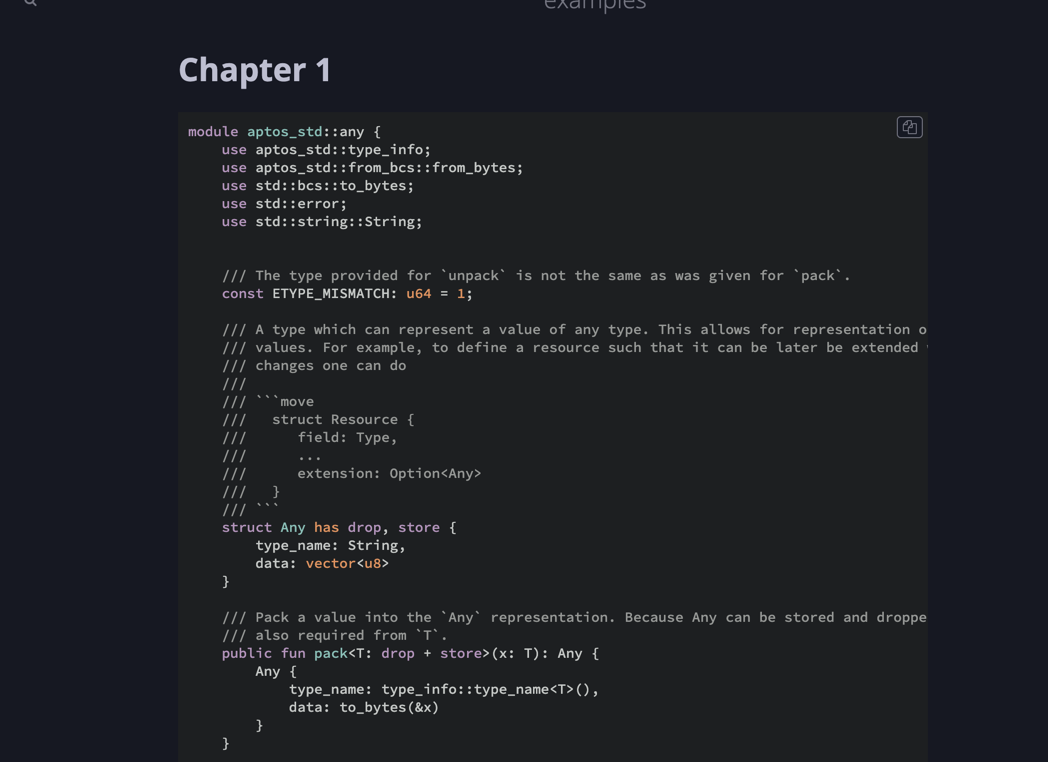 examples
Chapter 1
module aptos_std::any {
    use aptos_std::type_info;
    use aptos_std::from_bcs::from_bytes;
    use std::bcs::to_bytes;
    use std::error;
    use std::string::String;
    /// The type provided for `unpack` is not the same as was given for `pack`.
    const ETYPE_MISMATCH: u64 = 1;
    /// A type which can represent a value of any type. This allows for representation o
    /// values. For example, to define a resource such that it can be later be extended
    /// changes one can do
    ///
    /// ```move
    ///   struct Resource {
    ///      field: Type,
    ///      ...
    ///      extension: Option<Any>
    ///   }
    /// ```
    struct Any has drop, store {
        type_name: String,
        data: vector<u8>
    }
    /// Pack a value into the `Any` representation. Because Any can be stored and droppe
    /// also required from `T`.
    public fun pack<T: drop + store>(x: T): Any {
        Any {
            type_name: type_info::type_name<T>(),
            data: to_bytes(&x)
        }
    }